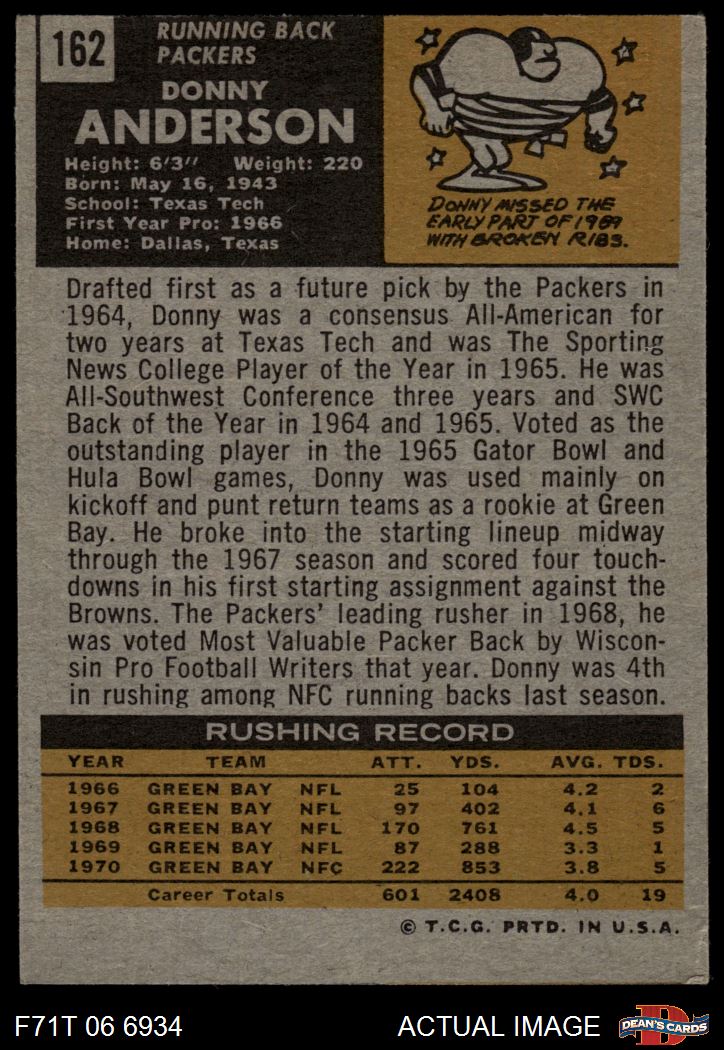 162
RUNNING BACK
PACKERS
DONNY
ANDERSON
Height: 6'3" Weight: 220
Born: May 16, 1943
School: Texas Tech
First Year Pro: 1966
Home: Dallas, Texas
DONNY MISSED THE
EARLY PART OF 1969
WITH BROKEN RIBS.
Drafted first as a future pick by the Packers in
1964, Donny was a consensus All-American for
two years at Texas Tech and was The Sporting
News College Player of the Year in 1965. He was
All-Southwest Conference three years and SWC
Back of the Year in 1964 and 1965. Voted as the
outstanding player in the 1965 Gator Bowl and
Hula Bowl games, Donny was used mainly on
kickoff and punt return teams as a rookie at Green
Bay. He broke into the starting lineup midway
through the 1967 season and scored four touch-
downs in his first starting assignment against the
Browns. The Packers' leading rusher in 1968, he
was voted Most Valuable Packer Back by Wiscon-
sin Pro Football Writers that year. Donny was 4th
in rushing among NFC running backs last season.
RUSHING RECORD
YEAR TEAM ATT. YDS. AVG. TDS.
1966 GREEN BAY NFL 25 104 4.2 2
1967 GREEN BAY NFL 97 402 4.1 6
1968 GREEN BAY NFL 170 761 4.5 5
1969 GREEN BAY NFL 87 288 3.3 1
1970 GREEN BAY NFC 222 853 3.8 5
Career Totals 601 2408 4.0 19
© T.C.G. PRTD. IN U.S.A.
F71T 06 6934 ACTUAL IMAGE D DEAN'S CARDS